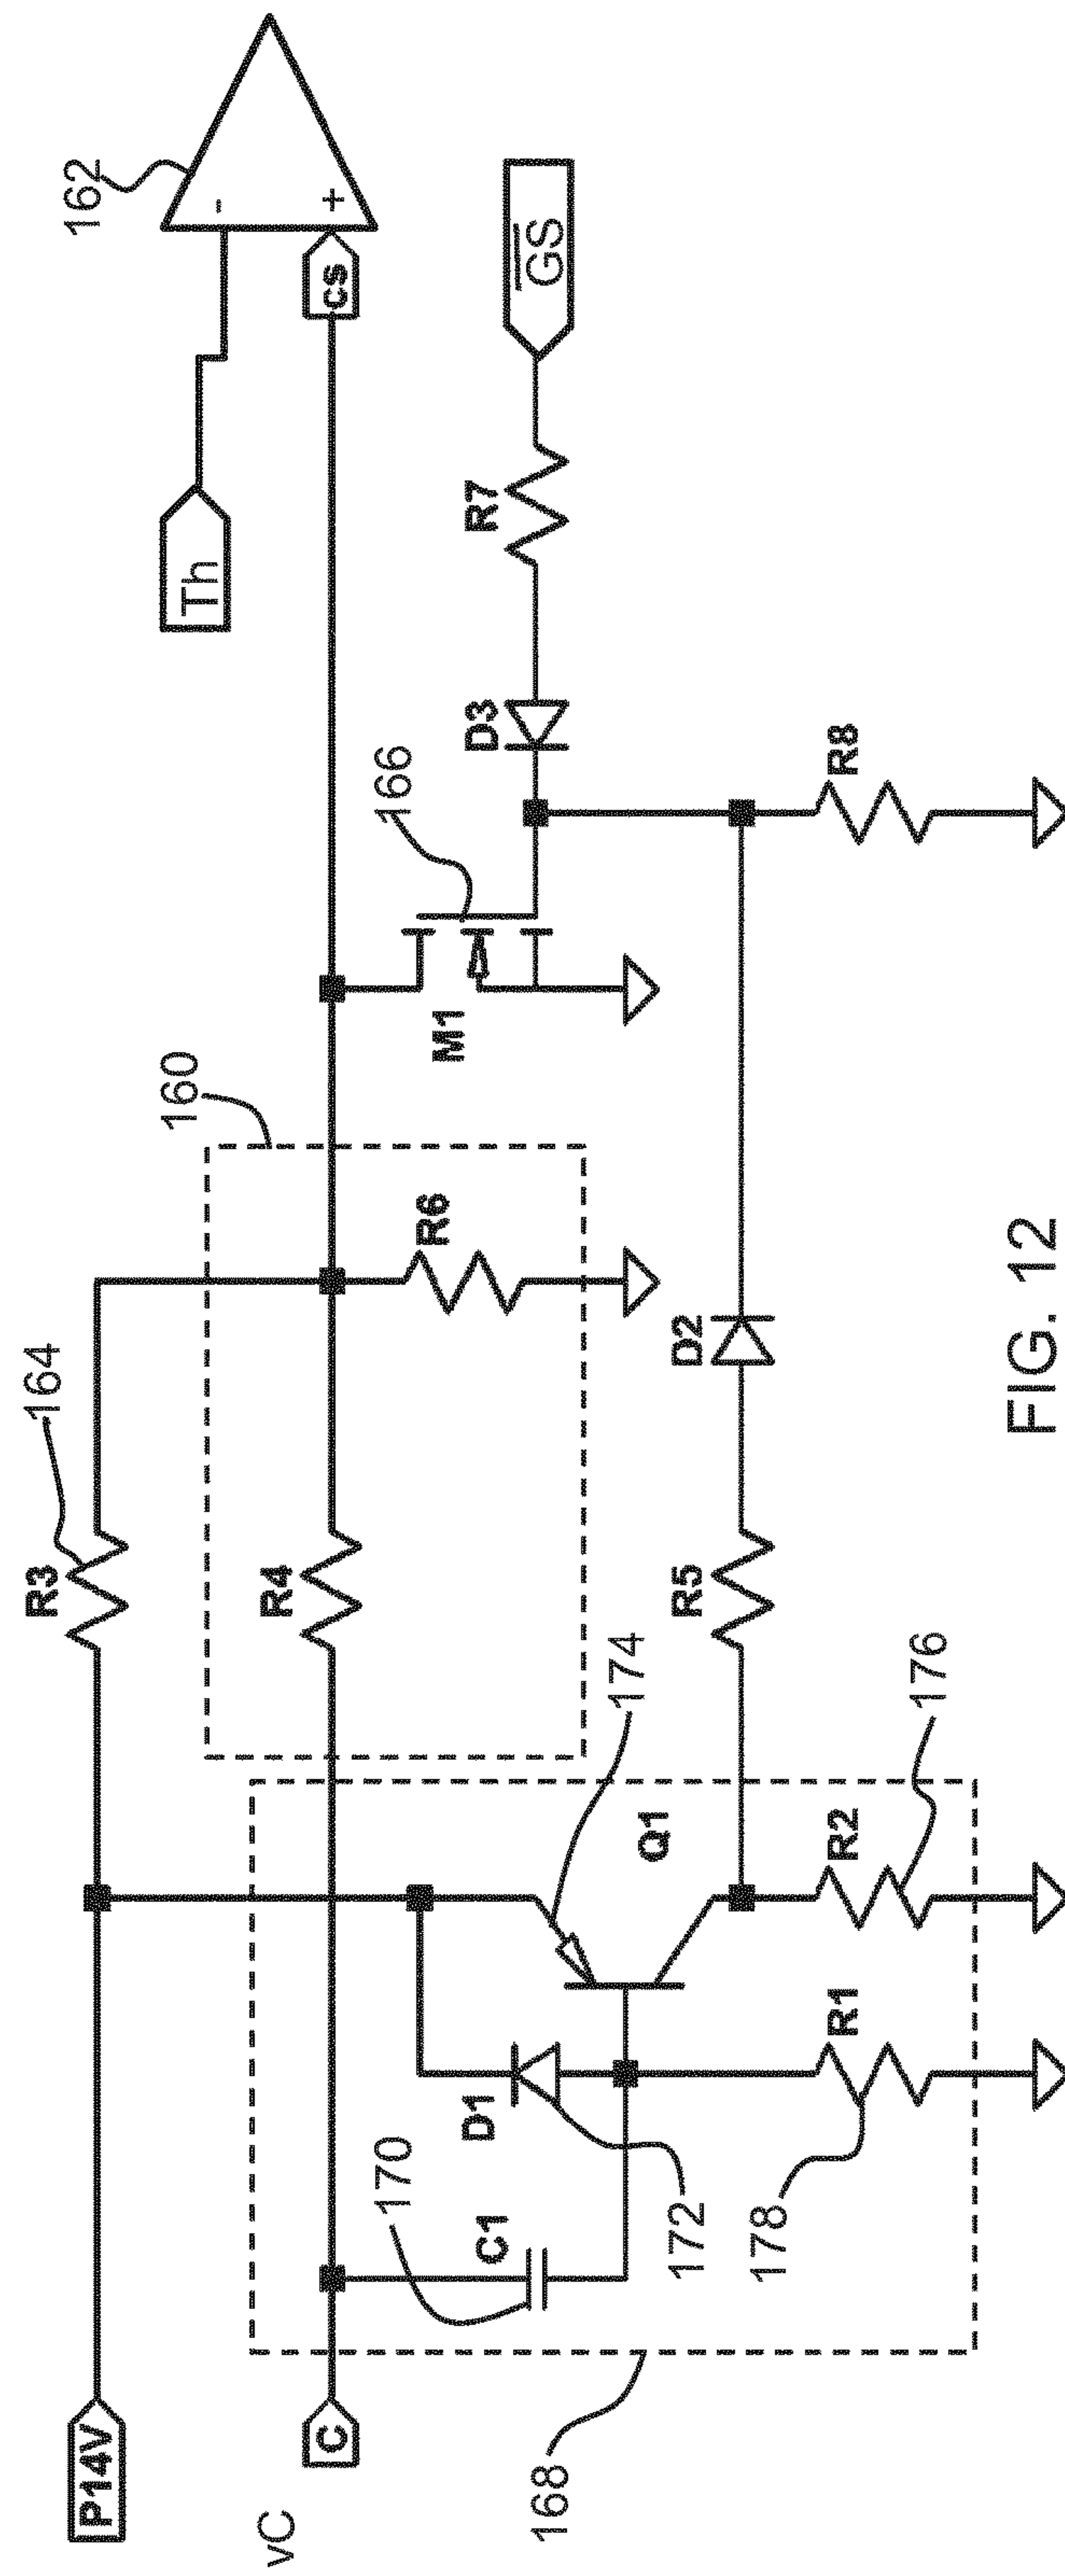 P14V
R3
164
160
162
Th
-
+
cs
vC
C
R4
R6
166
M1
D3
R7
GS
170
C1
D1
172
174
Q1
R5
D2
R8
178
R1
R2
176
168
FIG. 12